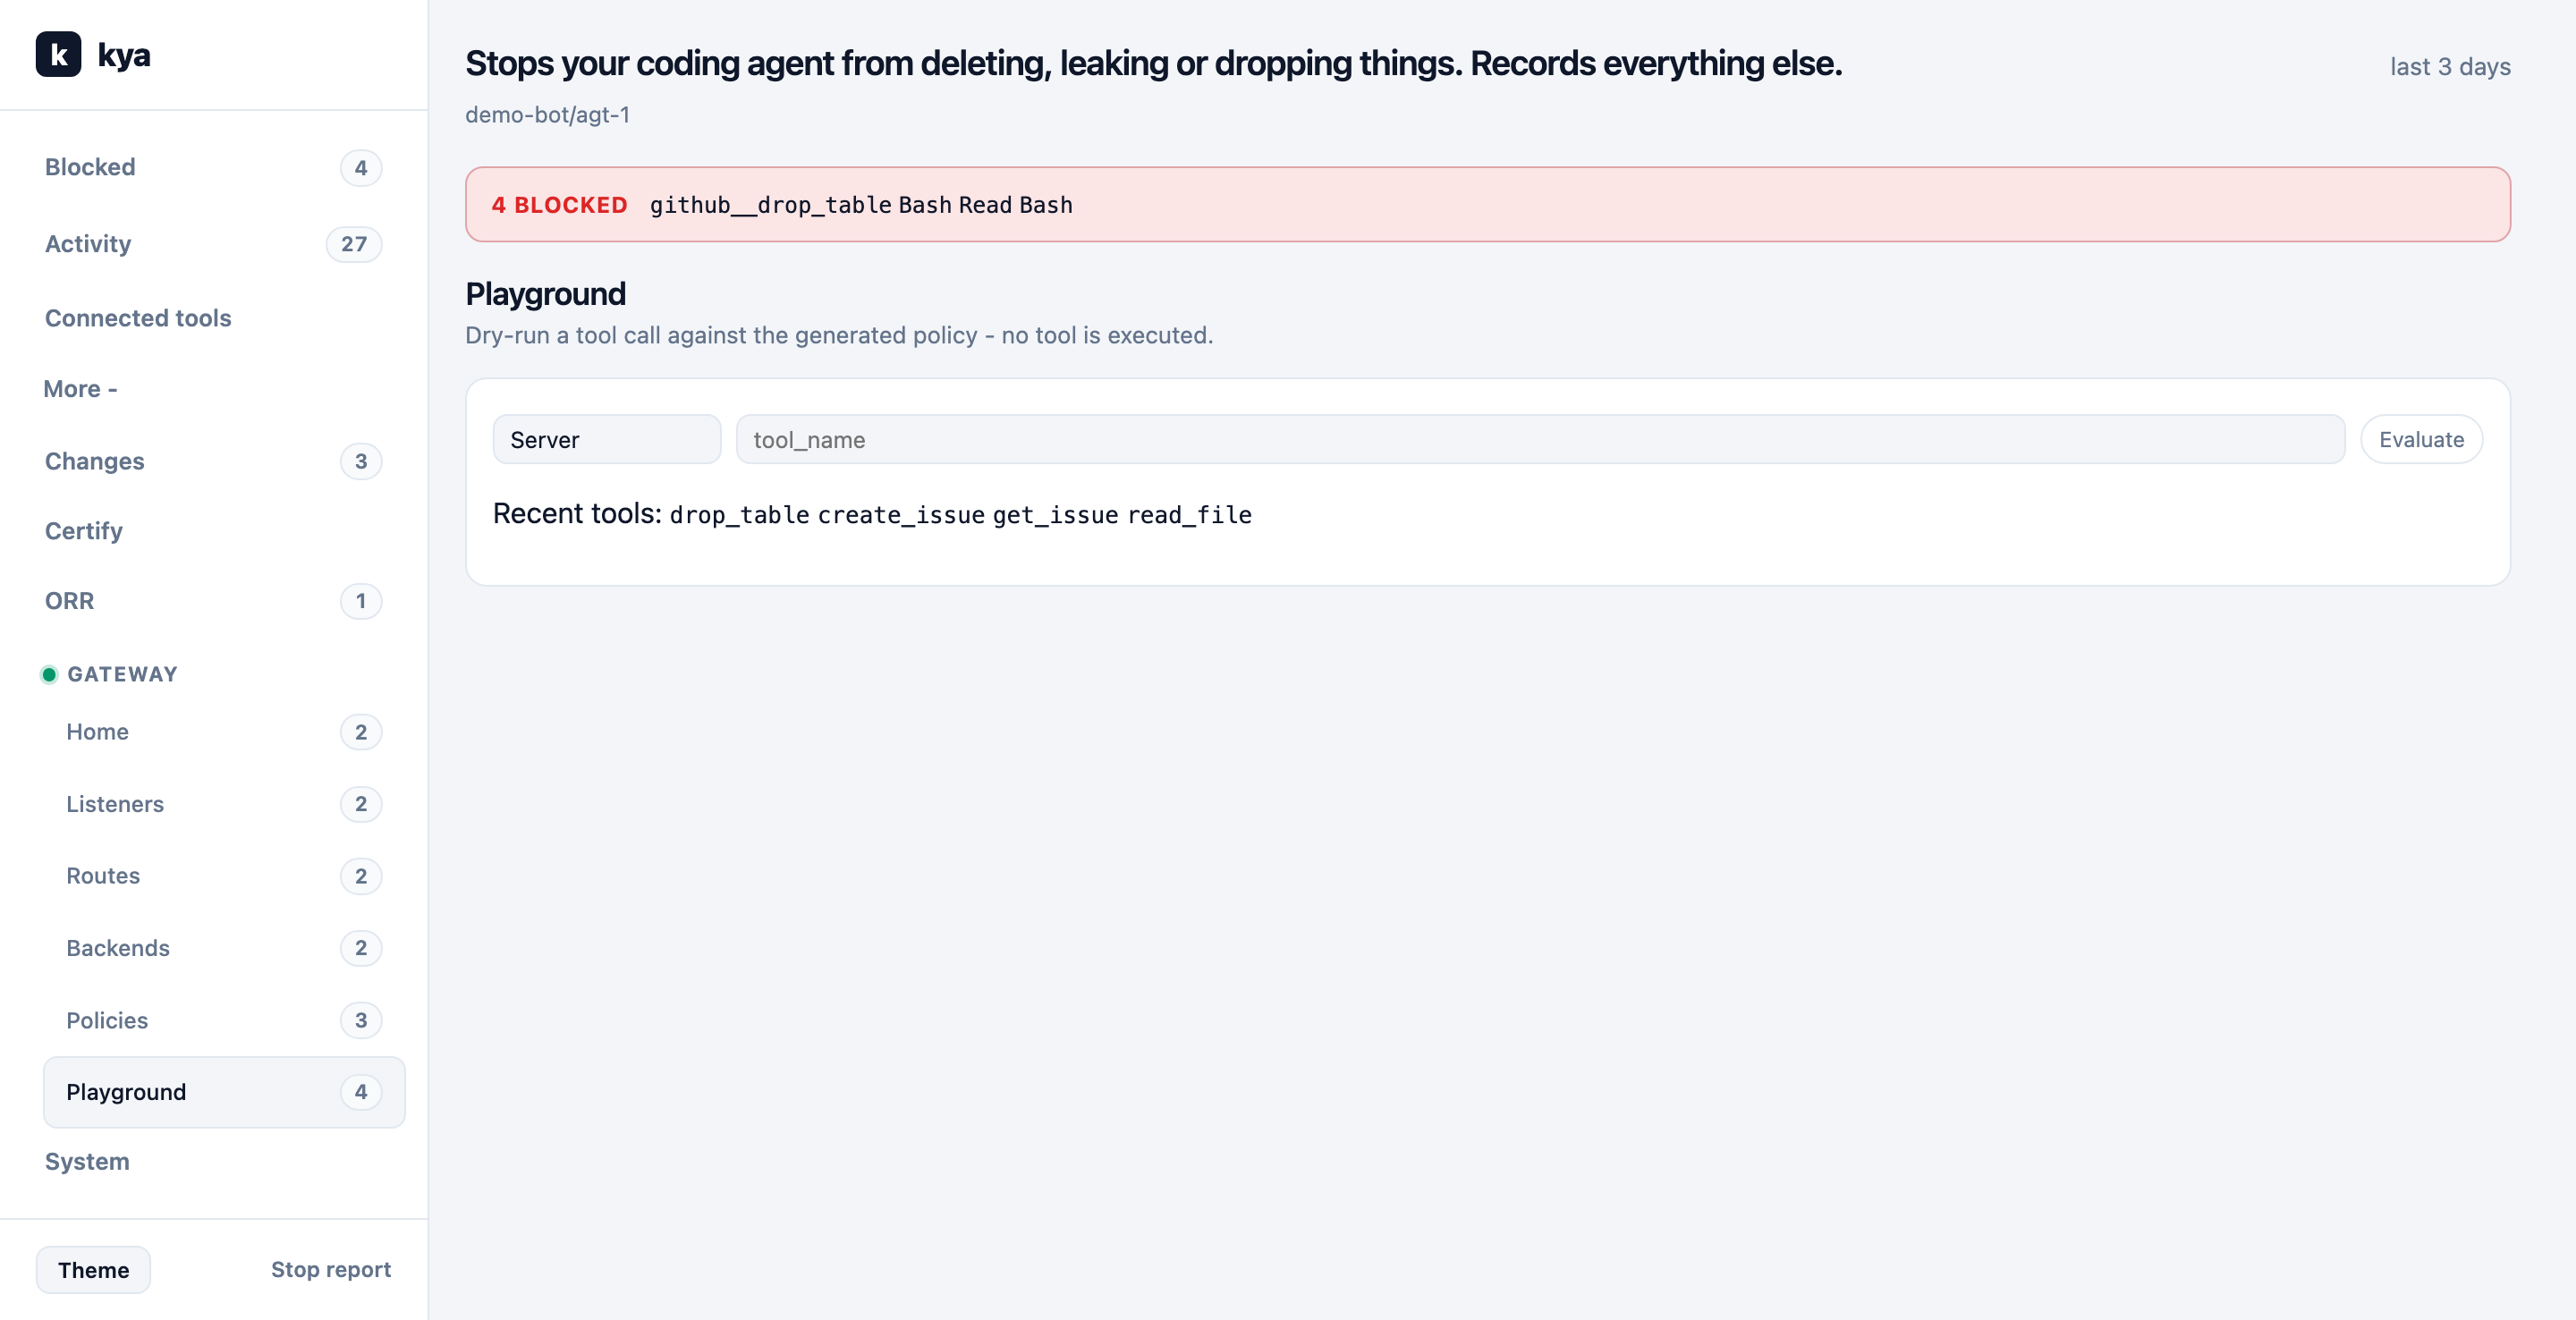 k kya
Blocked 4
Activity 27
Connected tools
More -
Changes 3
Certify
ORR 1
GATEWAY
Home 2
Listeners 2
Routes 2
Backends 2
Policies 3
Playground 4
System
Theme Stop report
Stops your coding agent from deleting, leaking or dropping things. Records everything else. last 3 days
demo-bot/agt-1
4 BLOCKED github__drop_table Bash Read Bash
Playground
Dry-run a tool call against the generated policy - no tool is executed.
Server tool_name Evaluate
Recent tools: drop_table create_issue get_issue read_file